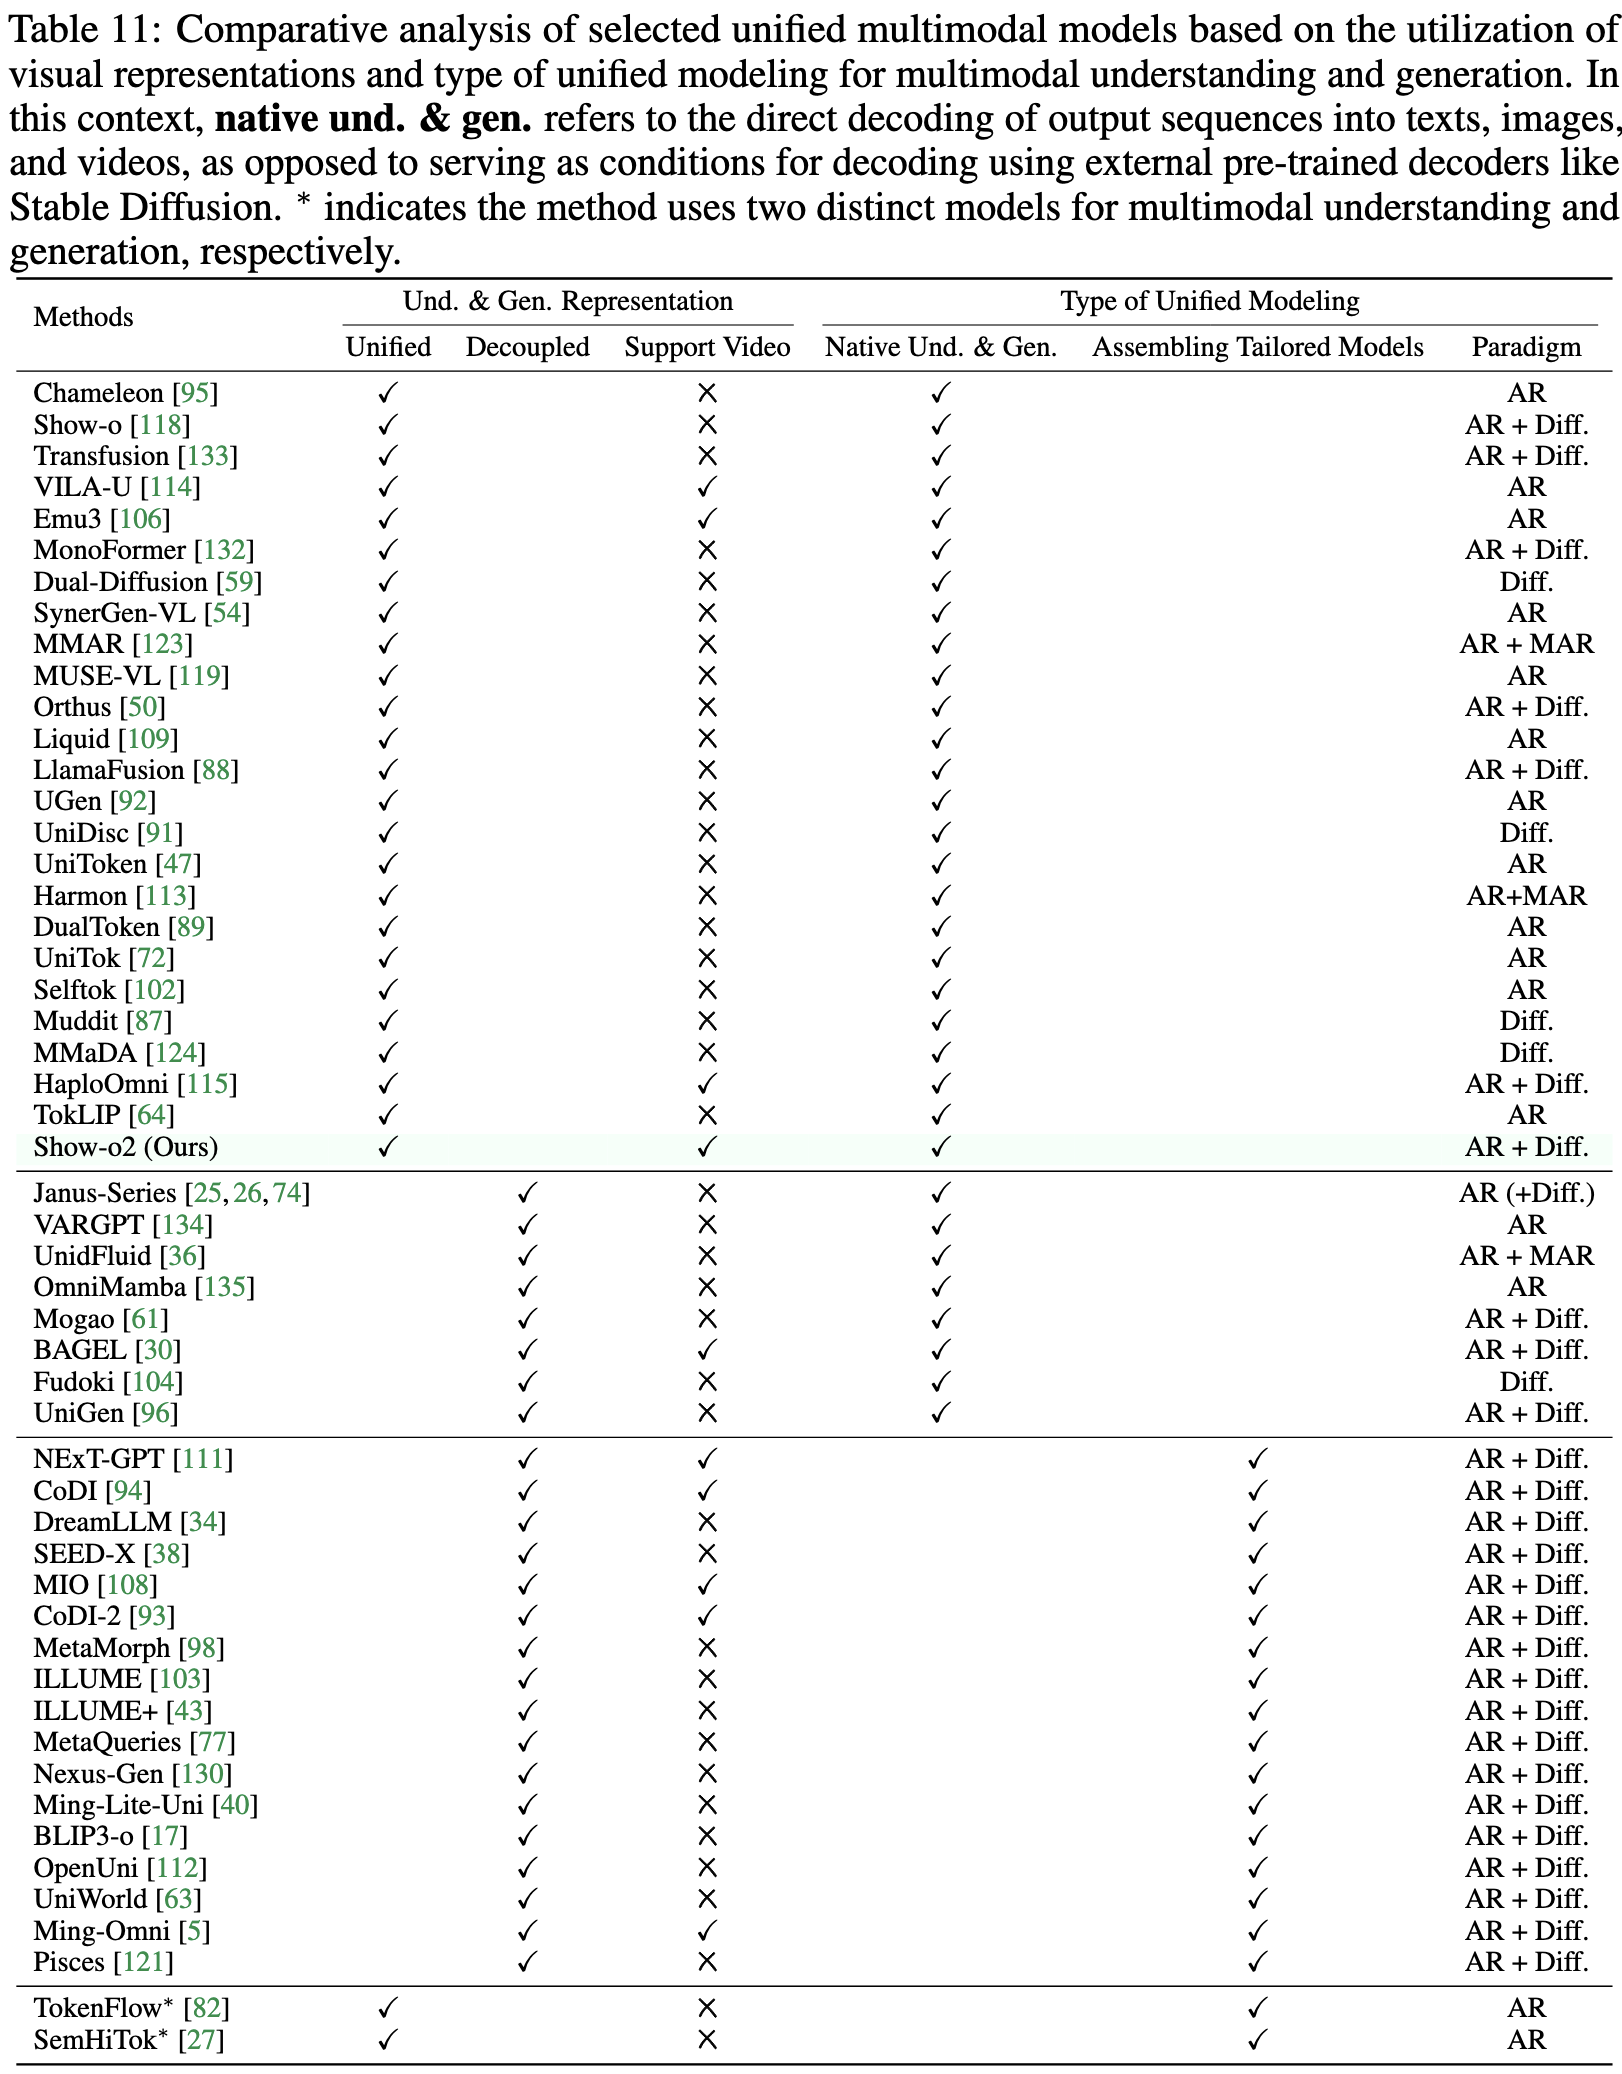 Table 11: Comparative analysis of selected unified multimodal models based on the utilization of
visual representations and type of unified modeling for multimodal understanding and generation. In
this context, native und. & gen. refers to the direct decoding of output sequences into texts, images,
and videos, as opposed to serving as conditions for decoding using external pre-trained decoders like
Stable Diffusion. * indicates the method uses two distinct models for multimodal understanding and
generation, respectively.
Methods Und. & Gen. Representation Type of Unified Modeling
Unified Decoupled Support Video Native Und. & Gen. Assembling Tailored Models Paradigm
Chameleon [95] ✓ ✕ ✓ AR
Show-o [118] ✓ ✕ ✓ AR + Diff.
Transfusion [133] ✓ ✕ ✓ AR + Diff.
VILA-U [114] ✓ ✓ ✓ AR
Emu3 [106] ✓ ✓ ✓ AR
MonoFormer [132] ✓ ✕ ✓ AR + Diff.
Dual-Diffusion [59] ✓ ✕ ✓ Diff.
SynerGen-VL [54] ✓ ✕ ✓ AR
MMAR [123] ✓ ✕ ✓ AR + MAR
MUSE-VL [119] ✓ ✕ ✓ AR
Orthus [50] ✓ ✕ ✓ AR + Diff.
Liquid [109] ✓ ✕ ✓ AR
LlamaFusion [88] ✓ ✕ ✓ AR + Diff.
UGen [92] ✓ ✕ ✓ AR
UniDisc [91] ✓ ✕ ✓ Diff.
UniToken [47] ✓ ✕ ✓ AR
Harmon [113] ✓ ✕ ✓ AR+MAR
DualToken [89] ✓ ✕ ✓ AR
UniTok [72] ✓ ✕ ✓ AR
Selftok [102] ✓ ✕ ✓ AR
Muddit [87] ✓ ✕ ✓ Diff.
MMaDA [124] ✓ ✕ ✓ Diff.
HaploOmni [115] ✓ ✓ ✓ AR + Diff.
TokLIP [64] ✓ ✕ ✓ AR
Show-o2 (Ours) ✓ ✓ ✓ AR + Diff.
Janus-Series [25, 26, 74] ✓ ✕ ✓ AR (+Diff.)
VARGPT [134] ✓ ✕ ✓ AR
UnidFluid [36] ✓ ✕ ✓ AR + MAR
OmniMamba [135] ✓ ✕ ✓ AR
Mogao [61] ✓ ✕ ✓ AR + Diff.
BAGEL [30] ✓ ✓ ✓ AR + Diff.
Fudoki [104] ✓ ✕ ✓ Diff.
UniGen [96] ✓ ✕ ✓ AR + Diff.
NExT-GPT [111] ✓ ✓ ✓ AR + Diff.
CoDI [94] ✓ ✓ ✓ AR + Diff.
DreamLLM [34] ✓ ✕ ✓ AR + Diff.
SEED-X [38] ✓ ✕ ✓ AR + Diff.
MIO [108] ✓ ✓ ✓ AR + Diff.
CoDI-2 [93] ✓ ✓ ✓ AR + Diff.
MetaMorph [98] ✓ ✕ ✓ AR + Diff.
ILLUME [103] ✓ ✕ ✓ AR + Diff.
ILLUME+ [43] ✓ ✕ ✓ AR + Diff.
MetaQueries [77] ✓ ✕ ✓ AR + Diff.
Nexus-Gen [130] ✓ ✕ ✓ AR + Diff.
Ming-Lite-Uni [40] ✓ ✕ ✓ AR + Diff.
BLIP3-o [17] ✓ ✕ ✓ AR + Diff.
OpenUni [112] ✓ ✕ ✓ AR + Diff.
UniWorld [63] ✓ ✕ ✓ AR + Diff.
Ming-Omni [5] ✓ ✓ ✓ AR + Diff.
Pisces [121] ✓ ✕ ✓ AR + Diff.
TokenFlow* [82] ✓ ✕ ✓ AR
SemHiTok* [27] ✓ ✕ ✓ AR